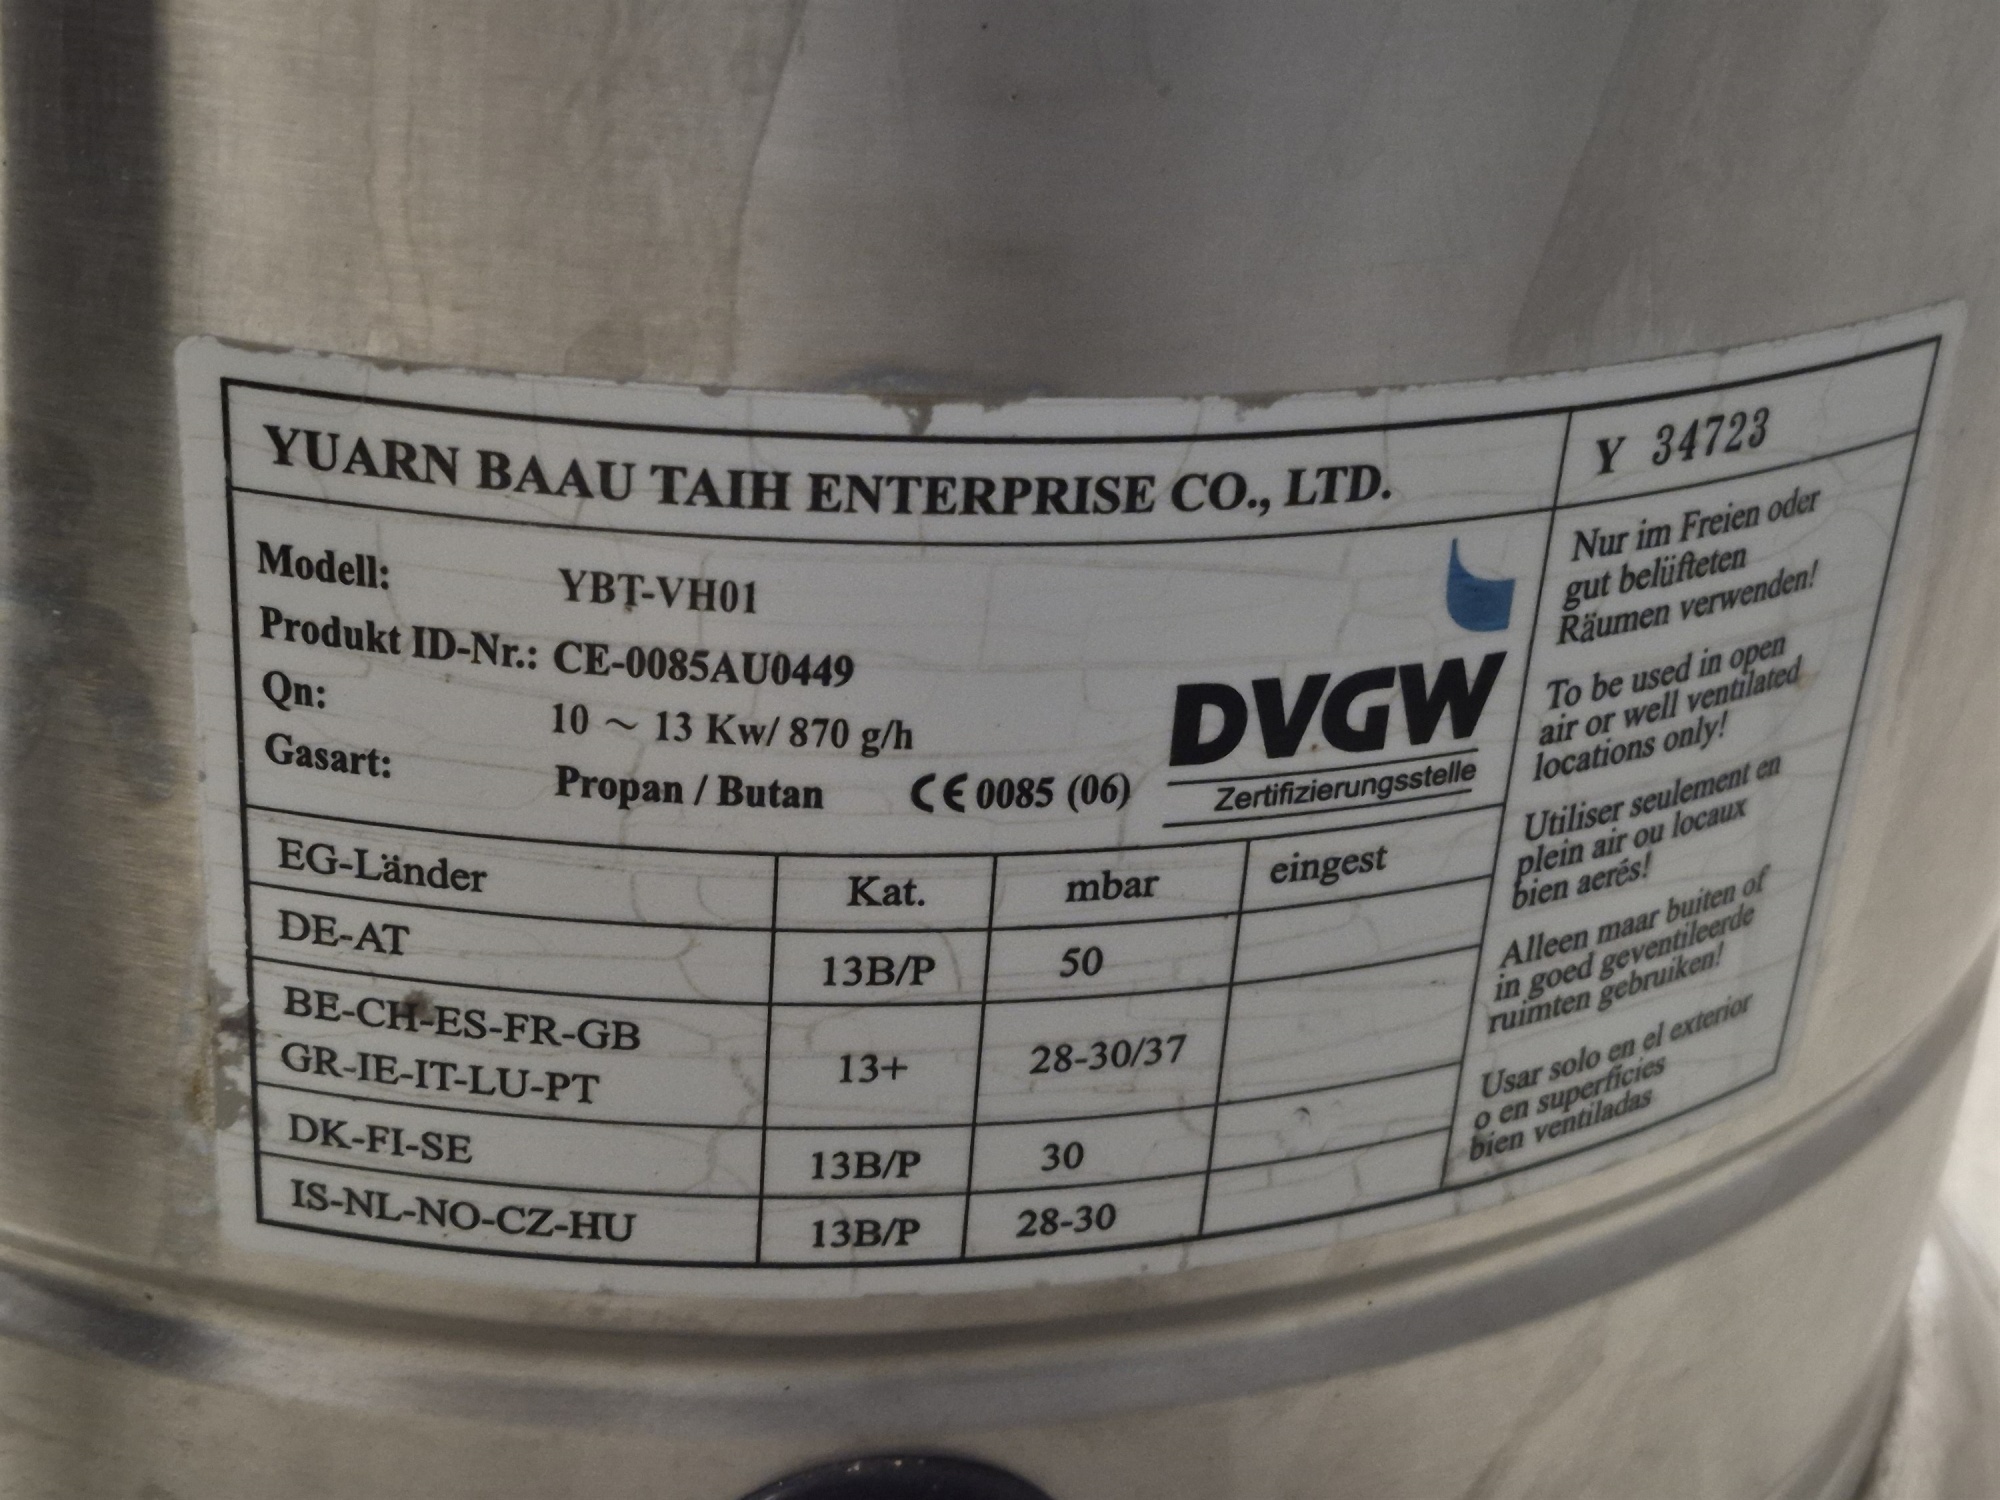 YUARN BAAU TAIH ENTERPRISE CO., LTD.
Y 34723
Modell: YBT-VH01
Produkt ID-Nr.: CE-0085AU0449
Qn: 10 ~ 13 Kw/ 870 g/h
Gasart: Propan / Butan CE 0085 (06)
DVGW
Zertifizierungsstelle
EG-Länder Kat. mbar eingest
DE-AT 13B/P 50
BE-CH-ES-FR-GB
GR-IE-IT-LU-PT 13+ 28-30/37
DK-FI-SE 13B/P 30
IS-NL-NO-CZ-HU 13B/P 28-30
Nur im Freien oder
gut belüfteten
Räumen verwenden!
To be used in open
air or well ventilated
locations only!
Utiliser seulement en
plein air ou locaux
bien aerés!
Alleen maar buiten of
in goed geventileerde
ruimten gebruiken!
Usar solo en el exterior
o en superficies
bien ventiladas